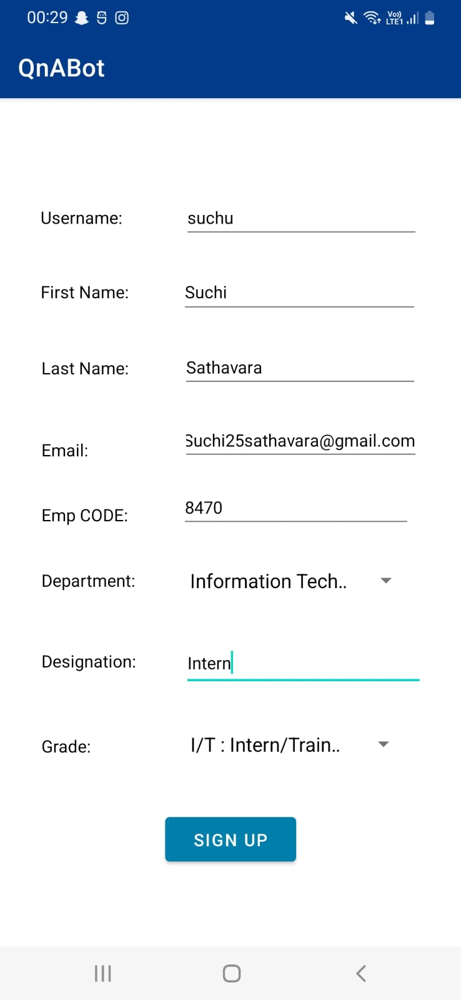 00:29
Vo)) LTE1
QnABot
Username: suchu
First Name: Suchi
Last Name: Sathavara
Email: Suchi25sathavara@gmail.com
Emp CODE: 8470
Department: Information Tech..
Designation: Intern
Grade: I/T : Intern/Train..
SIGN UP